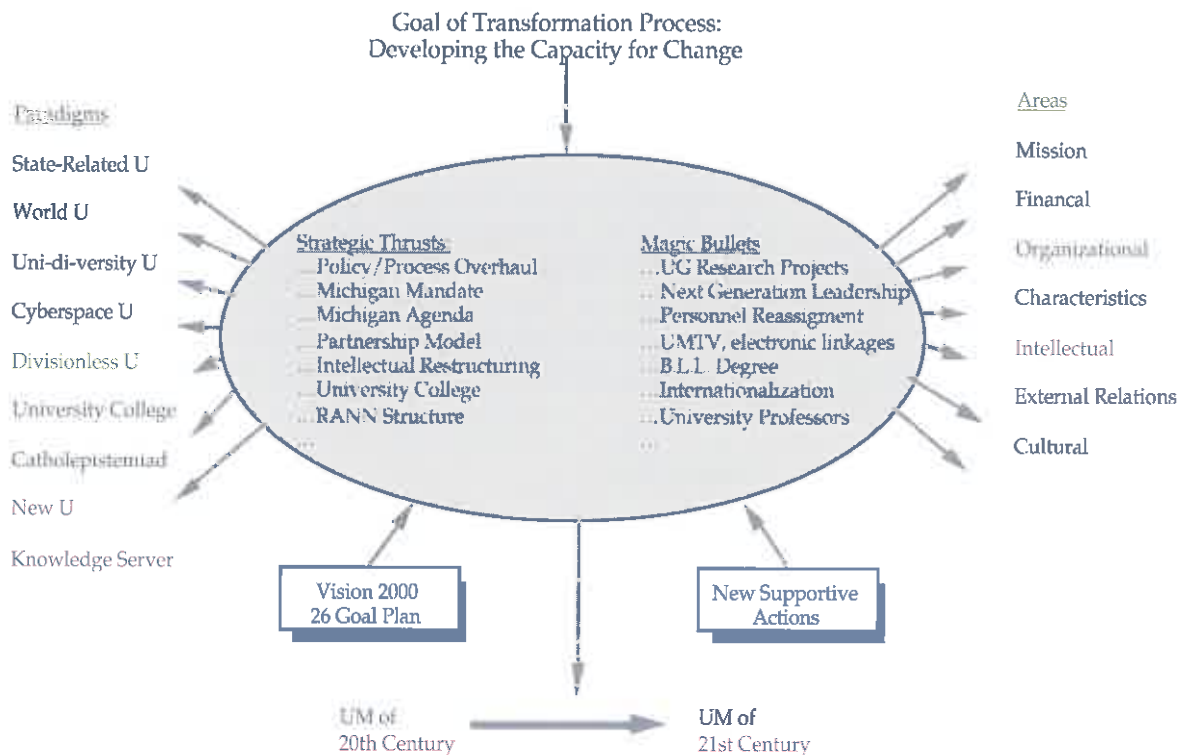 Goal of Transformation Process:
Developing the Capacity for Change
Paradigms
State-Related U
World U
Uni-di-versity U
Cyberspace U
Divisionless U
University College
Catholepistemiad
New U
Knowledge Server
Strategic Thrusts:
...Policy/Process Overhaul
...Michigan Mandate
...Michigan Agenda
...Partnership Model
...Intellectual Restructuring
...University College
...RANN Structure
...
Magic Bullets
...UG Research Projects
...Next Generation Leadership
...Personnel Reassigment
...UMTV, electronic linkages
...B.L.L. Degree
...Internationalization
...University Professors
...
Areas
Mission
Financal
Organizational
Characteristics
Intellectual
External Relations
Cultural
Vision 2000
26 Goal Plan
New Supportive
Actions
UM of
20th Century
UM of
21st Century